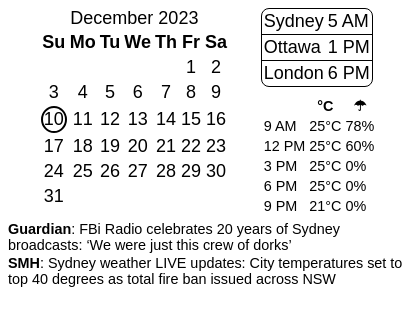 December 2023
Su Mo Tu We Th Fr Sa
1 2
3 4 5 6 7 8 9
10 11 12 13 14 15 16
17 18 19 20 21 22 23
24 25 26 27 28 29 30
31
Sydney 5 AM
Ottawa 1 PM
London 6 PM
°C ☂
9 AM 25°C 78%
12 PM 25°C 60%
3 PM 25°C 0%
6 PM 25°C 0%
9 PM 21°C 0%
Guardian: FBi Radio celebrates 20 years of Sydney
broadcasts: ‘We were just this crew of dorks’
SMH: Sydney weather LIVE updates: City temperatures set to
top 40 degrees as total fire ban issued across NSW